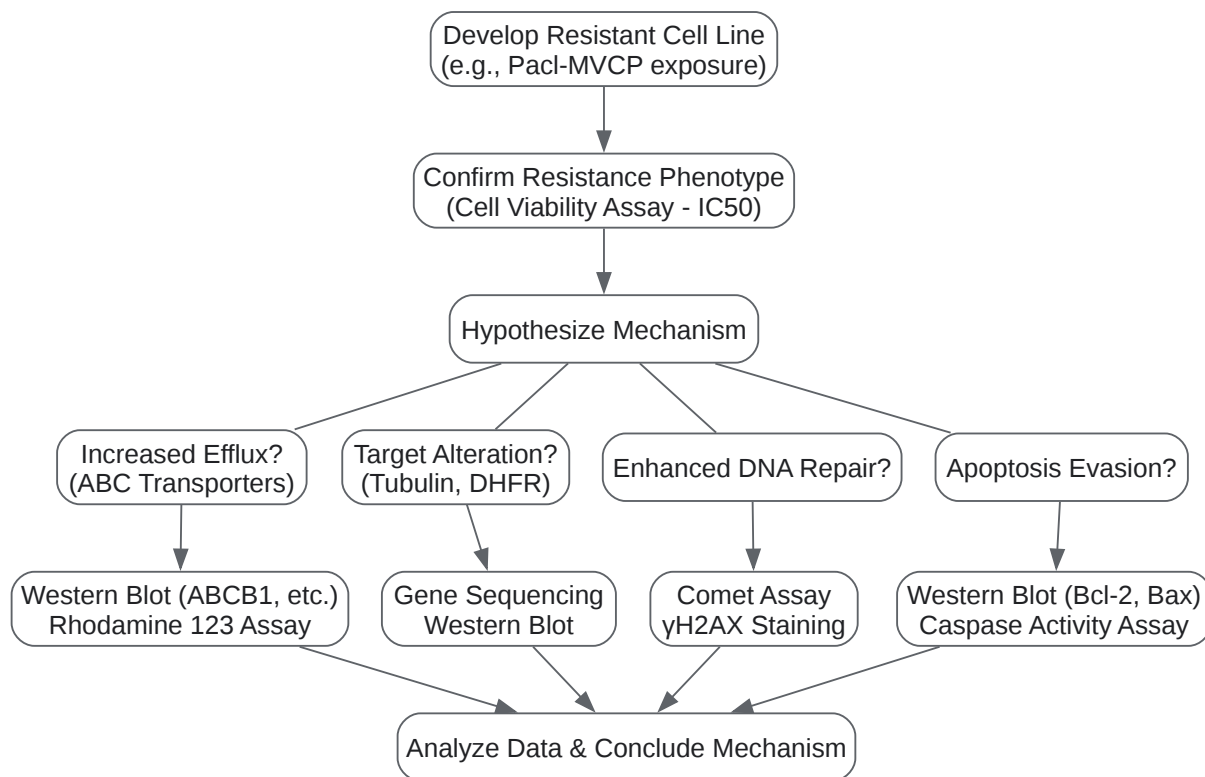 Develop Resistant Cell Line
(e.g., Pacl-MVCP exposure)
Confirm Resistance Phenotype
(Cell Viability Assay - IC50)
Hypothesize Mechanism
Increased Efflux?
(ABC Transporters)
Target Alteration?
(Tubulin, DHFR)
Enhanced DNA Repair?
Apoptosis Evasion?
Western Blot (ABCB1, etc.)
Rhodamine 123 Assay
Gene Sequencing
Western Blot
Comet Assay
γH2AX Staining
Western Blot (Bcl-2, Bax)
Caspase Activity Assay
Analyze Data & Conclude Mechanism